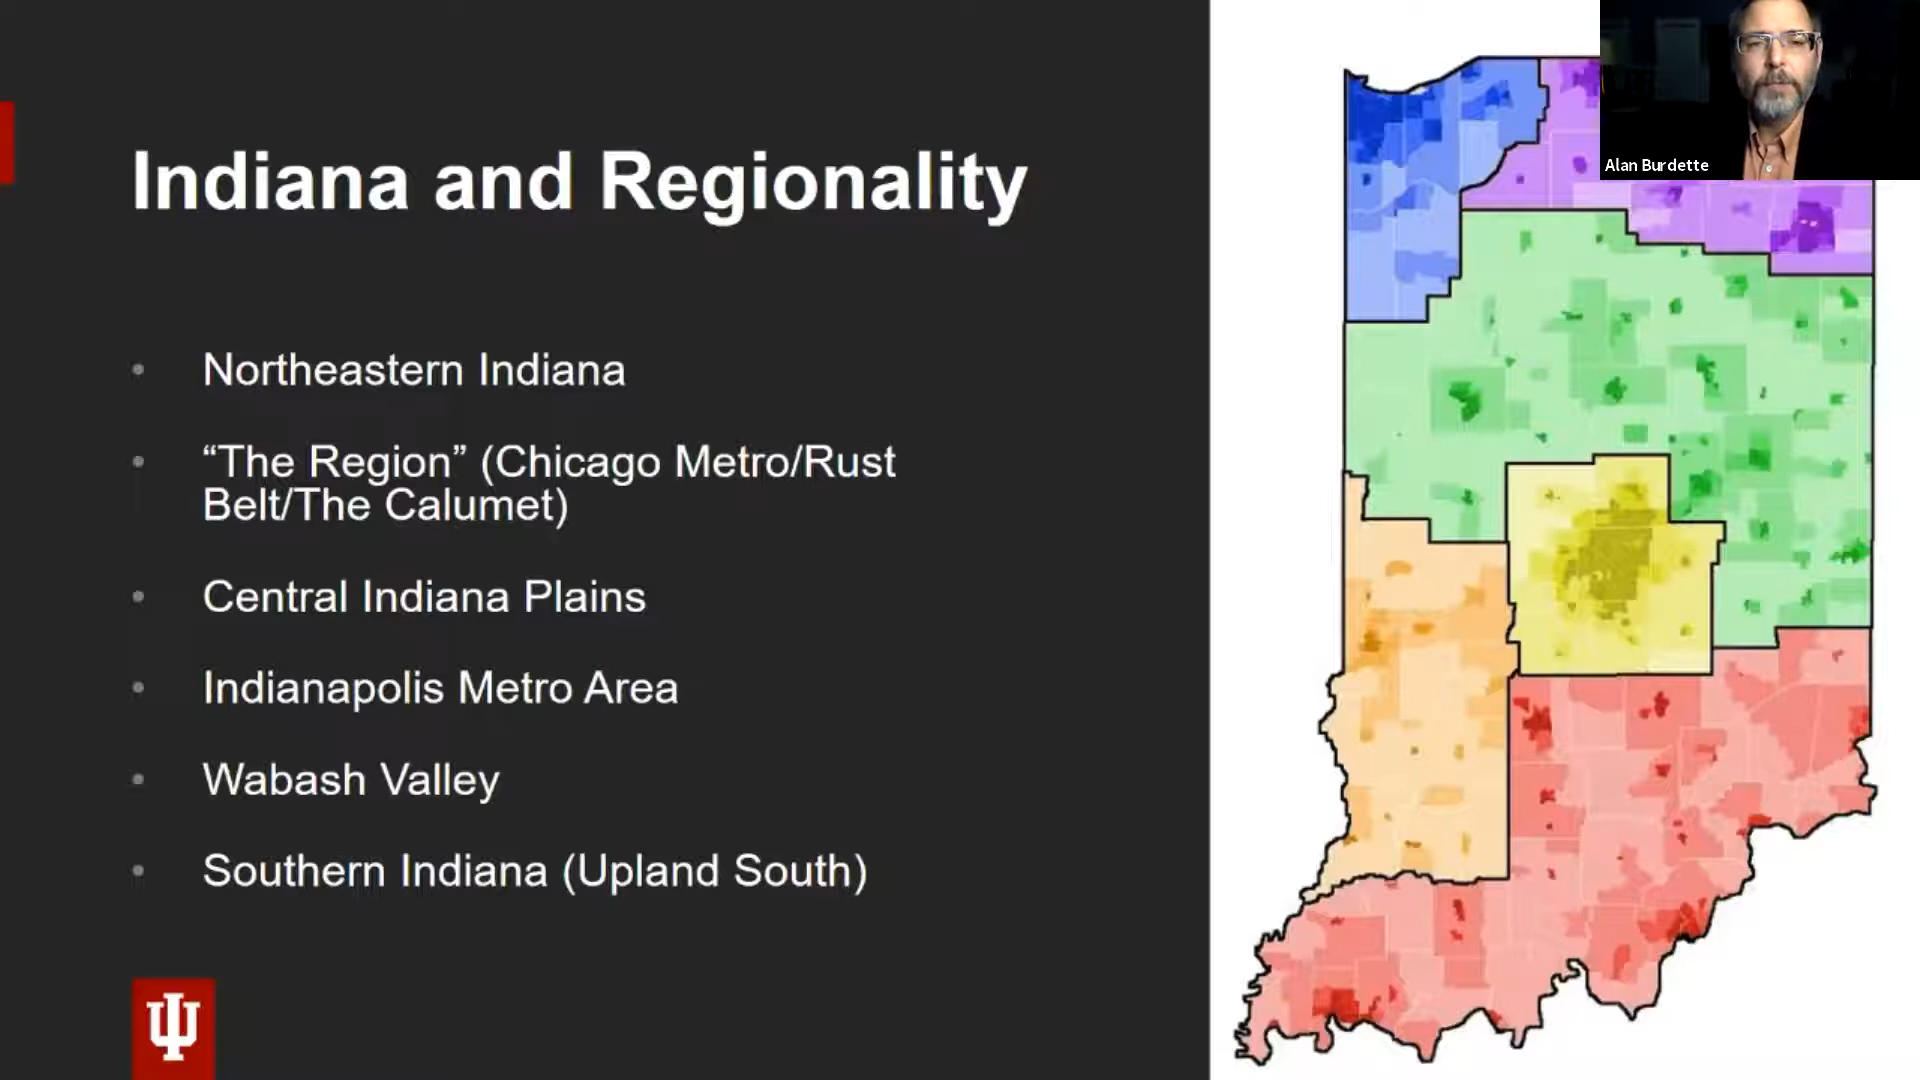 Indiana and Regionality
• Northeastern Indiana
• “The Region” (Chicago Metro/Rust
Belt/The Calumet)
• Central Indiana Plains
• Indianapolis Metro Area
• Wabash Valley
• Southern Indiana (Upland South)
Alan Burdette